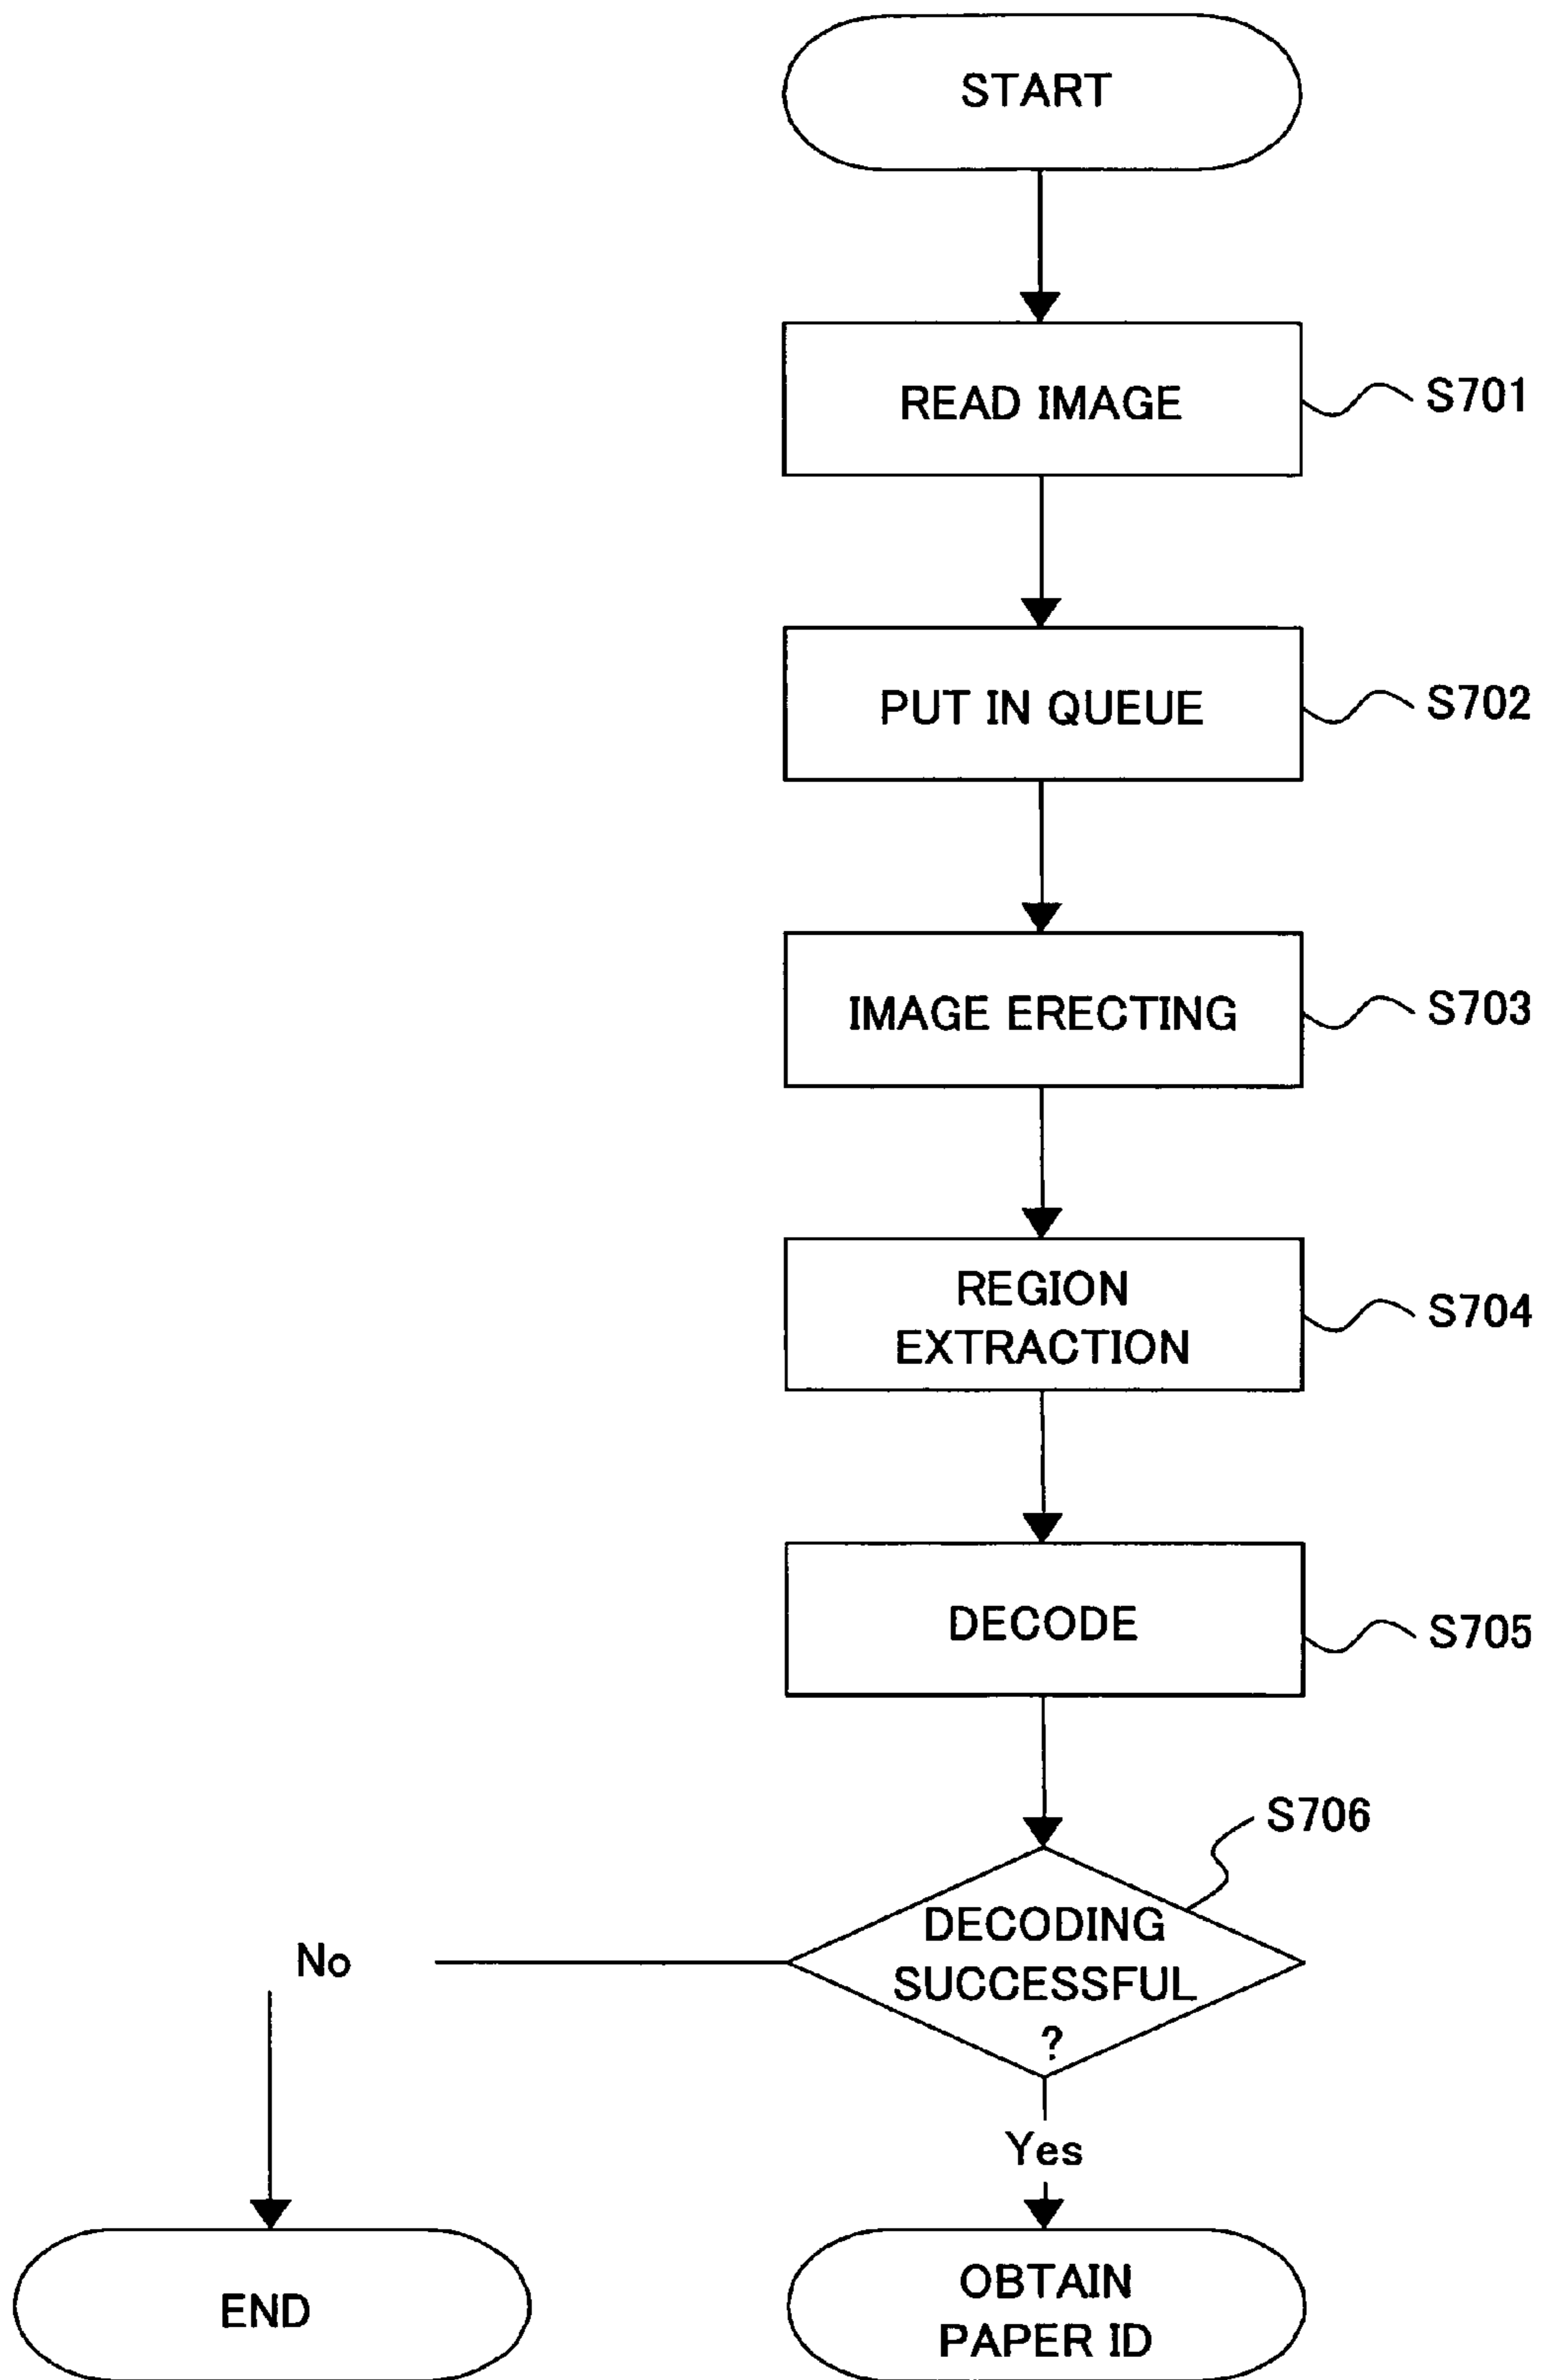 START
READ IMAGE
S701
PUT IN QUEUE
S702
IMAGE ERECTING
S703
REGION
EXTRACTION
S704
DECODE
S705
S706
DECODING
SUCCESSFUL
?
No
Yes
END
OBTAIN
PAPER ID